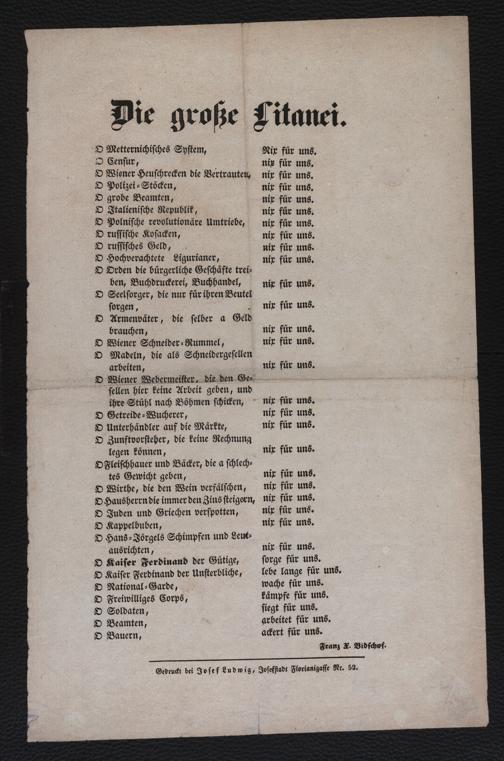 Die große Litanei.
O Metternichisches System, Nix für uns.
O Censur, nix für uns.
O Wiener Heuschrecken die Vertrauten, nix für uns.
O Polizei-Stöcken, nix für uns.
O grobe Beamten, nix für uns.
O Italienische Republik, nix für uns.
O Polnische revolutionäre Umtriebe, nix für uns.
O russische Kosacken, nix für uns.
O russisches Geld, nix für uns.
O Hochverachtete Ligurianer, nix für uns.
O Orden die bürgerliche Geschäfte trei-
ben, Buchdruckerei, Buchhandel, nix für uns.
O Seelsorger, die nur für ihren Beutel
sorgen, nix für uns.
O Armenväter, die selber a Geld
brauchen, nix für uns.
O Wiener Schneider-Rummel, nix für uns.
O Madeln, die als Schneidergesellen
arbeiten, nix für uns.
O Wiener Webermeister, die den Ge-
sellen hier keine Arbeit geben, und
ihre Stühl nach Böhmen schicken, nix für uns.
O Getreide-Wucherer, nix für uns.
O Unterhändler auf die Märkte, nix für uns.
O Zunftvorsteher, die keine Rechnung
legen können, nix für uns.
O Fleischhauer und Bäcker, die a schlech-
tes Gewicht geben, nix für uns.
O Wirthe, die den Wein verfälschen, nix für uns.
O Hausherrn die immer den Zins steigern, nix für uns.
O Juden und Griechen verspotten, nix für uns.
O Kappelbuben, nix für uns.
O Hans-Jörgels Schimpfen und Leut-
ausrichten, nix für uns.
O Kaiser Ferdinand der Gütige, sorge für uns.
O Kaiser Ferdinand der Unsterbliche, lebe lange für uns.
O National-Garde, wache für uns.
O Freiwilliges Corps, kämpfe für uns.
O Soldaten, siegt für uns.
O Beamten, arbeitet für uns.
O Bauern, ackert für uns.
Franz X. Bidschof.
Gedruckt bei Josef Ludwig, Josefstadt Florianigasse Nr. 52.